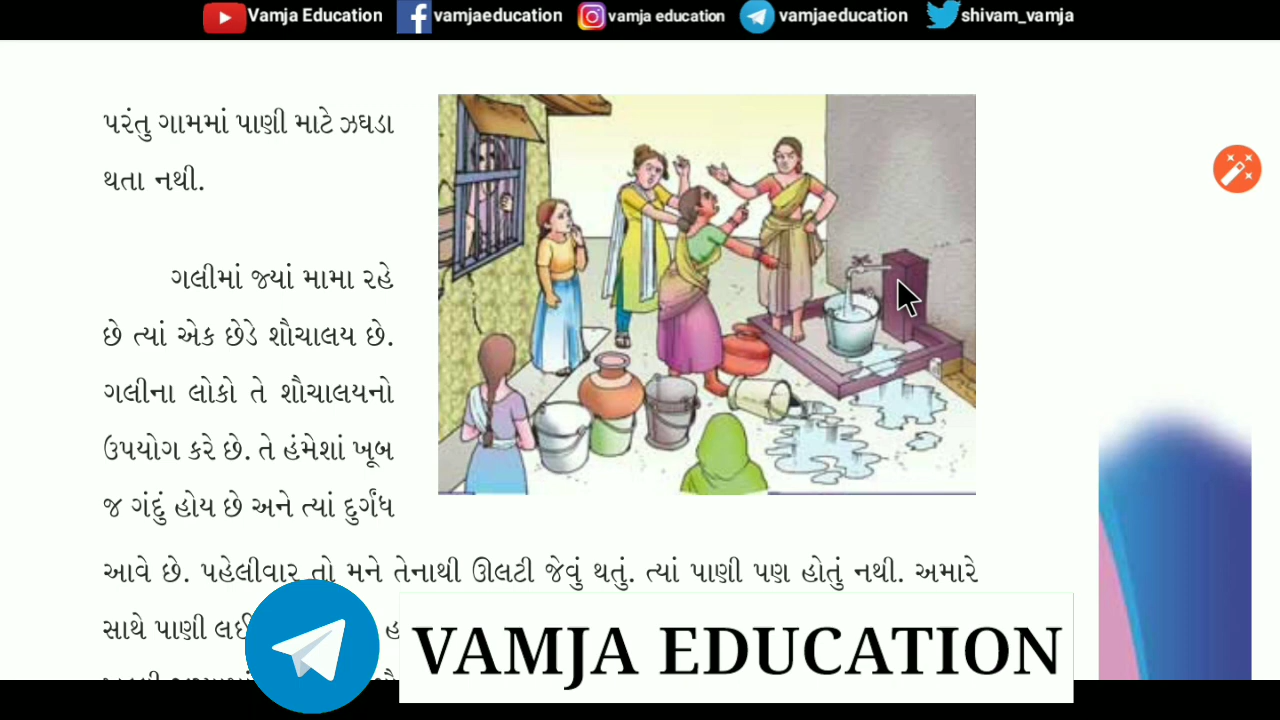 Vamja Education vamjaeducation vamja education vamjaeducation shivam_vamja
પરંતુ ગામમાં પાણી માટે ઝઘડા
થતા નથી.
ગલીમાં જ્યાં મામા રહે
છે ત્યાં એક છેડે શૌચાલય છે.
ગલીના લોકો તે શૌચાલયનો
ઉપયોગ કરે છે. તે હંમેશાં ખૂબ
જ ગંદું હોય છે અને ત્યાં દુર્ગંધ
આવે છે. પહેલીવાર તો મને તેનાથી ઊલટી જેવું થતું. ત્યાં પાણી પણ હોતું નથી. અમારે
સાથે પાણી
VAMJA EDUCATION